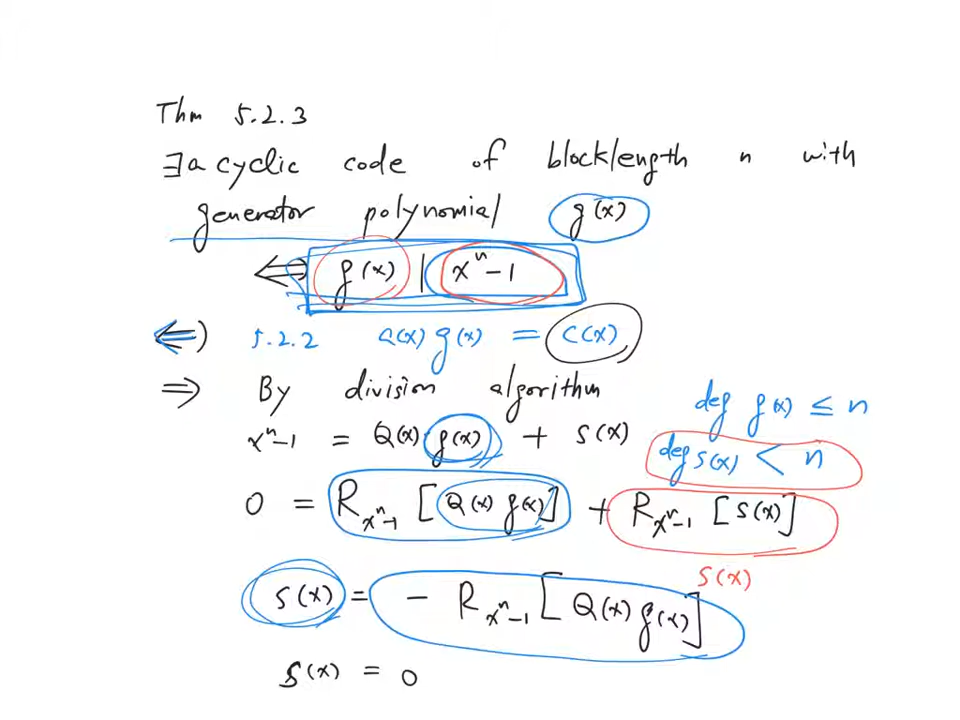 Thm 5.2.3
∃ a cyclic code of blocklength n with
generator polynomial g(x)
⟺ g(x) | x^n - 1
⟸) 5.2.2 a(x) g(x) = c(x)
⟹ By division algorithm
deg g(x) ≤ n
x^n-1 = Q(x) g(x) + S(x)
deg s(x) < n
0 = R_{x^n-1} [Q(x) g(x)] + R_{x^n-1} [S(x)]
S(x)
S(x) = - R_{x^n-1} [Q(x) g(x)]
S(x) = 0